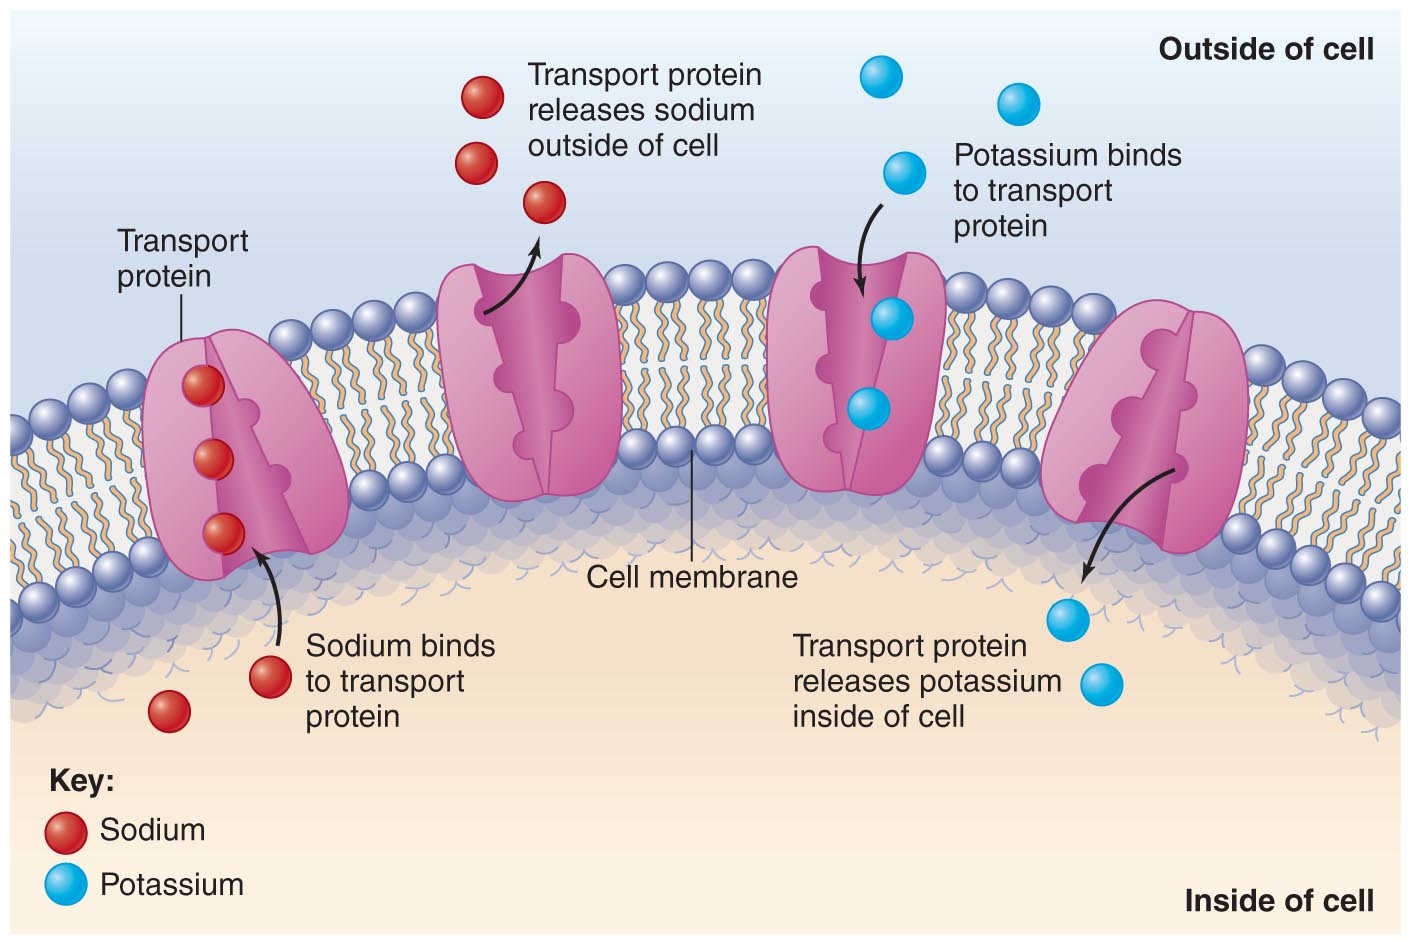 Outside of cell
Transport protein
releases sodium
outside of cell
Potassium binds
to transport
protein
Transport
protein
Cell membrane
Sodium binds
to transport
protein
Transport protein
releases potassium
inside of cell
Key:
Sodium
Potassium
Inside of cell